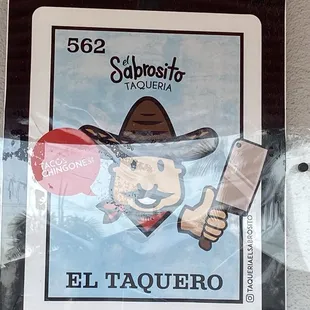 562
el
Sabrosito
TAQUERIA
TACOS
CHINGONES!
EL TAQUERO
TAQUERIAELSABROSITO